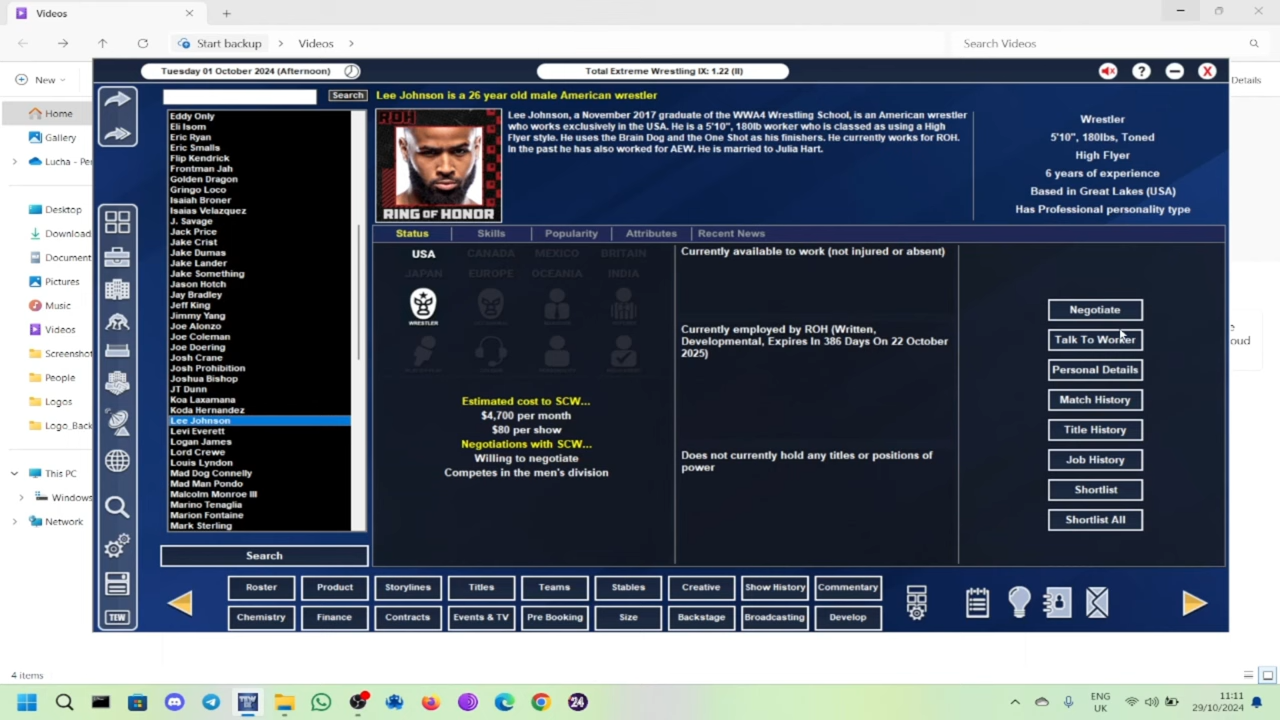 Videos
Start backup
Videos
Search Videos
New
Details
Home
Gallery
Lucha - Pe
Desktop
Download
Document
Pictures
Music
Videos
Screenshot
People
Logos
Logo_Back
This PC
Windows
Network
4 items
oud
Tuesday 01 October 2024 (Afternoon)
Total Extreme Wrestling IX: 1.22 (II)
?
X
Search
Lee Johnson is a 26 year old male American wrestler
Eddy Only
Eli Isom
Eric Ryan
Eric Smalls
Flip Kendrick
Frontman Jah
Golden Dragon
Gringo Loco
Isaiah Broner
Isaias Velazquez
J. Savage
Jack Price
Jake Crist
Jake Dumas
Jake Lander
Jake Something
Jason Hotch
Jay Bradley
Jeff King
Jimmy Yang
Joe Alonzo
Joe Coleman
Joe Doering
Josh Crane
Josh Prohibition
Joshua Bishop
JT Dunn
Koa Laxamana
Koda Hernandez
Lee Johnson
Levi Everett
Logan James
Lord Crewe
Louis Lyndon
Mad Dog Connelly
Mad Man Pondo
Malcolm Monroe III
Marino Tenaglia
Marion Fontaine
Mark Sterling
Search
ROH
RING OF HONOR
Lee Johnson, a November 2017 graduate of the WWA4 Wrestling School, is an American wrestler
who works exclusively in the USA. He is a 5'10", 180lb worker who is classed as using a High
Flyer style. He uses the Brain Dog and the One Shot as his finishers. He currently works for ROH.
In the past he has also worked for AEW. He is married to Julia Hart.
Wrestler
5'10", 180lbs, Toned
High Flyer
6 years of experience
Based in Great Lakes (USA)
Has Professional personality type
Status
Skills
Popularity
Attributes
Recent News
USA
CANADA
MEXICO
BRITAIN
JAPAN
EUROPE
OCEANIA
INDIA
WRESTLER
Estimated cost to SCW...
$4,700 per month
$80 per show
Negotiations with SCW...
Willing to negotiate
Competes in the men's division
Currently available to work (not injured or absent)
Currently employed by ROH (Written,
Developmental, Expires In 386 Days On 22 October
2025)
Does not currently hold any titles or positions of
power
Negotiate
Talk To Worker
Personal Details
Match History
Title History
Job History
Shortlist
Shortlist All
Roster
Product
Storylines
Titles
Teams
Stables
Creative
Show History
Commentary
Chemistry
Finance
Contracts
Events & TV
Pre Booking
Size
Backstage
Broadcasting
Develop
TEW
TEW
24
ENG
UK
11:11
29/10/2024